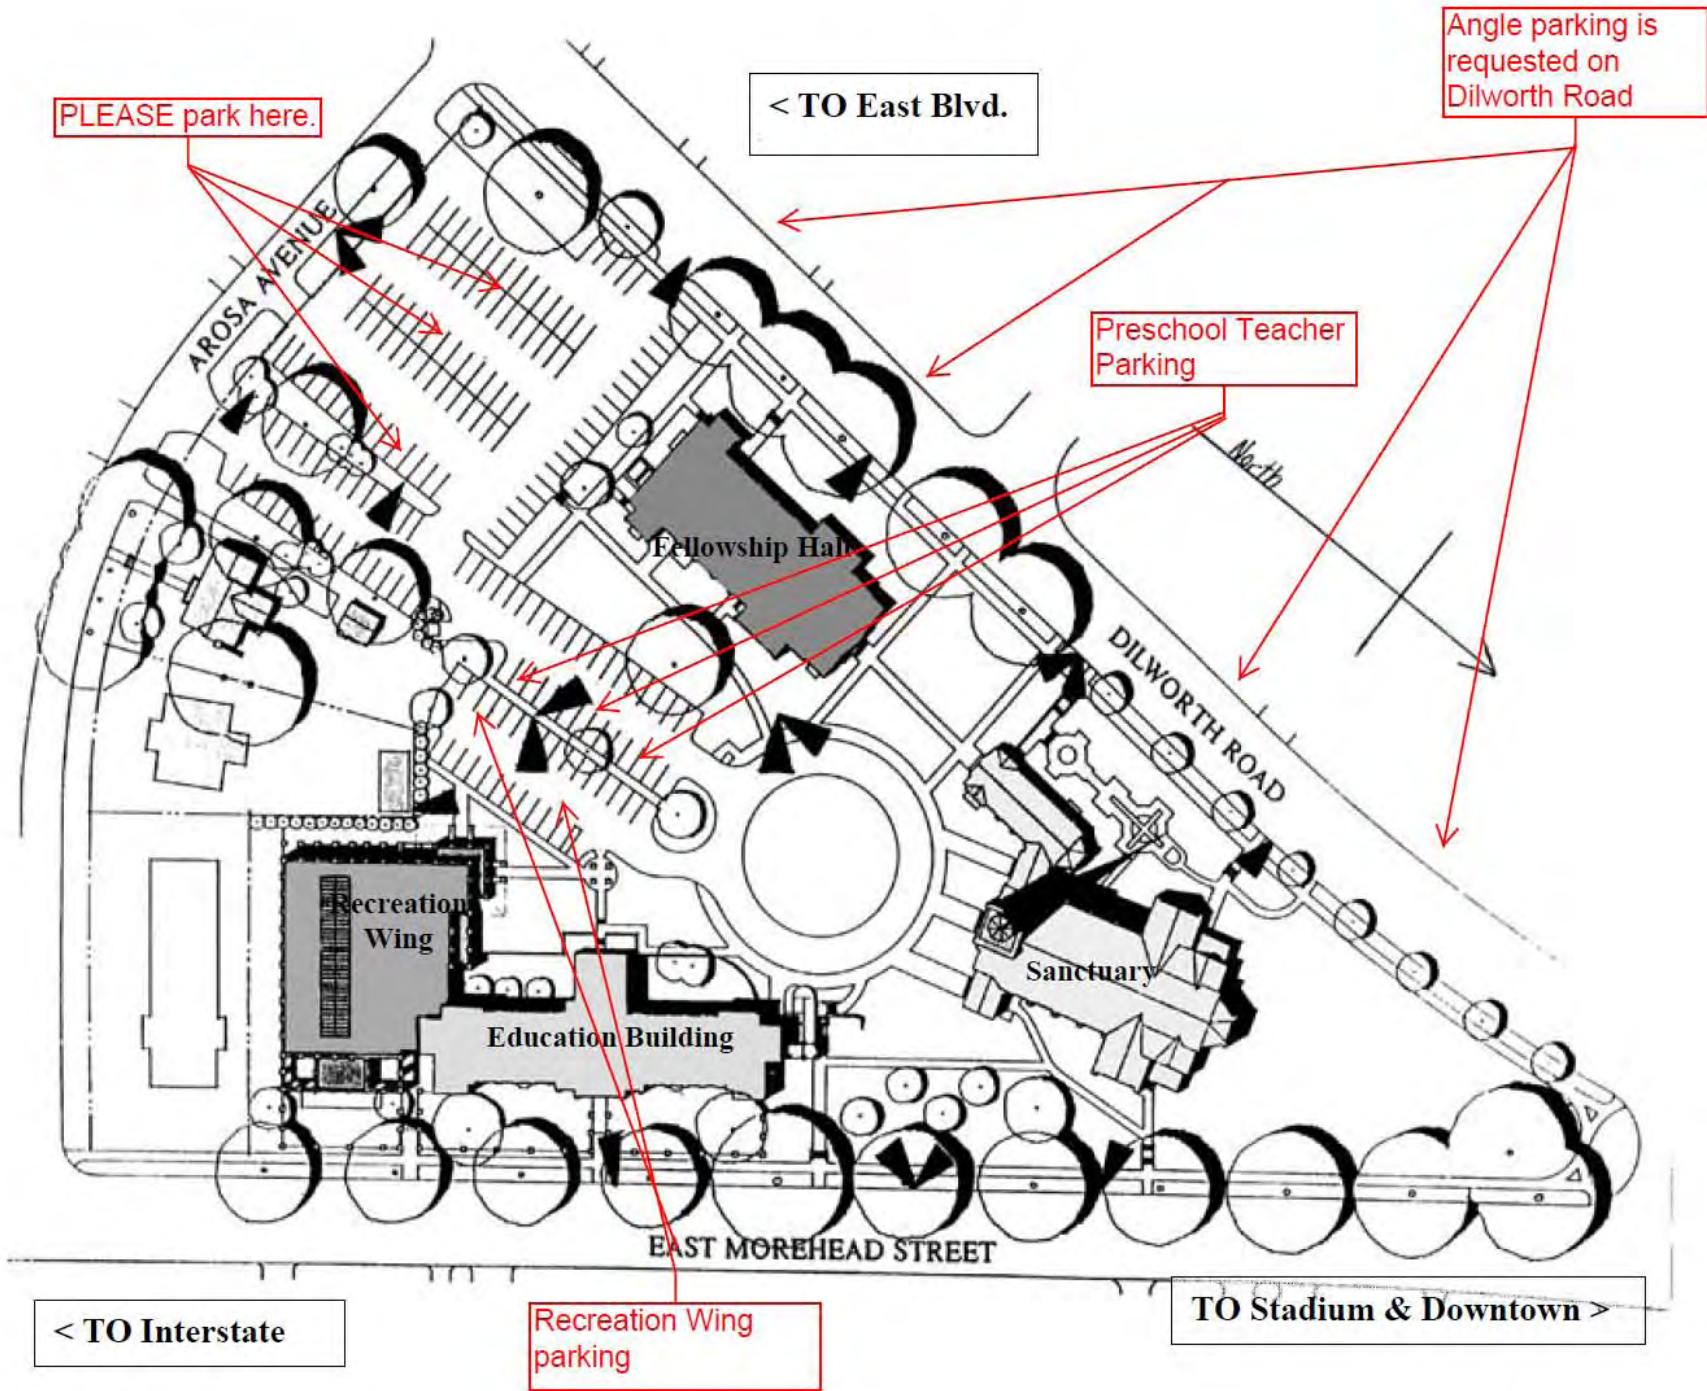 Angle parking is
requested on
Dilworth Road
< TO East Blvd.
PLEASE park here.
AROSA AVENUE
Preschool Teacher
Parking
North
Fellowship Hall
DILWORTH ROAD
Recreation
Wing
Sanctuary
Education Building
EAST MOREHEAD STREET
< TO Interstate
Recreation Wing
parking
TO Stadium & Downtown >